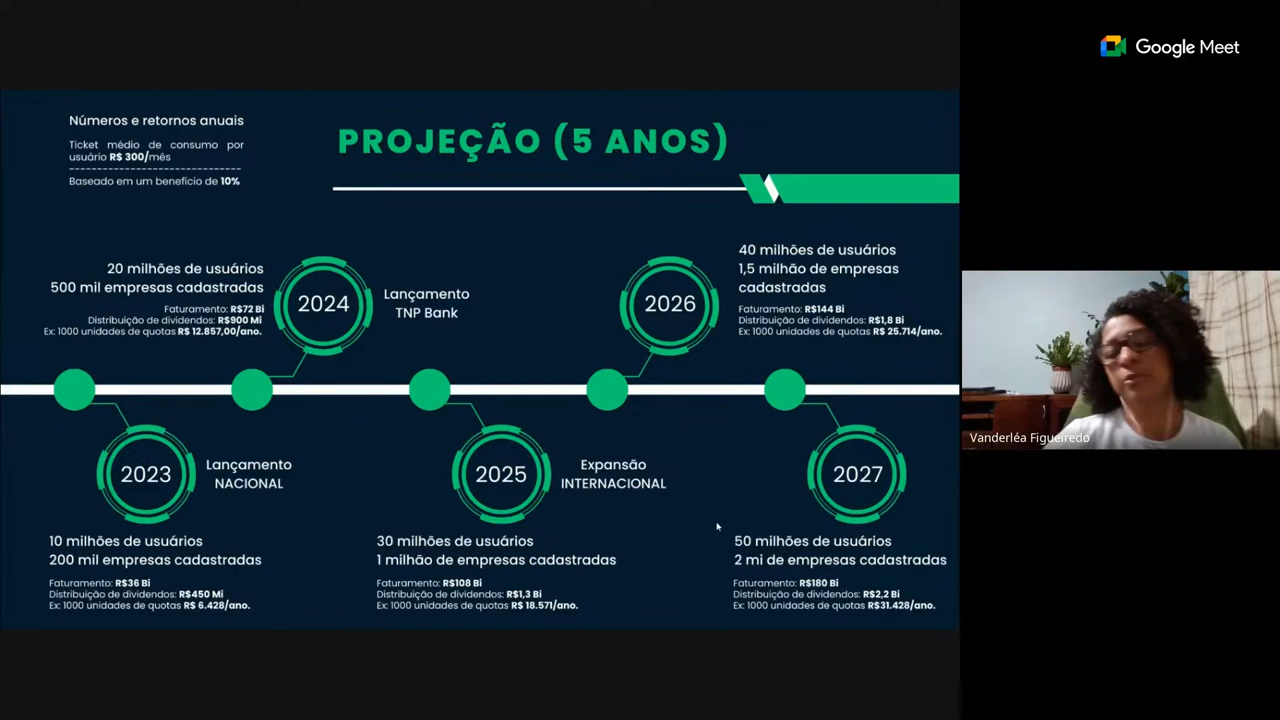 Google Meet
Números e retornos anuais
Ticket médio de consumo por
usuário R$ 300/mês
------------------------------
Baseado em um benefício de 10%
PROJEÇÃO (5 ANOS)
20 milhões de usuários
500 mil empresas cadastradas
Faturamento: R$72 Bi
Distribuição de dividendos: R$900 Mi
Ex: 1000 unidades de quotas R$ 12.857,00/ano.
2024
Lançamento
TNP Bank
2026
40 milhões de usuários
1,5 milhão de empresas
cadastradas
Faturamento: R$144 Bi
Distribuição de dividendos: R$1,8 Bi
Ex: 1000 unidades de quotas R$ 25.714/ano.
2023
Lançamento
NACIONAL
10 milhões de usuários
200 mil empresas cadastradas
Faturamento: R$36 Bi
Distribuição de dividendos: R$450 Mi
Ex: 1000 unidades de quotas R$ 6.428/ano.
2025
Expansão
INTERNACIONAL
30 milhões de usuários
1 milhão de empresas cadastradas
Faturamento: R$108 Bi
Distribuição de dividendos: R$1,3 Bi
Ex: 1000 unidades de quotas R$ 18.571/ano.
2027
50 milhões de usuários
2 mi de empresas cadastradas
Faturamento: R$180 Bi
Distribuição de dividendos: R$2,2 Bi
Ex: 1000 unidades de quotas R$31.428/ano.
Vanderléa Figueiredo